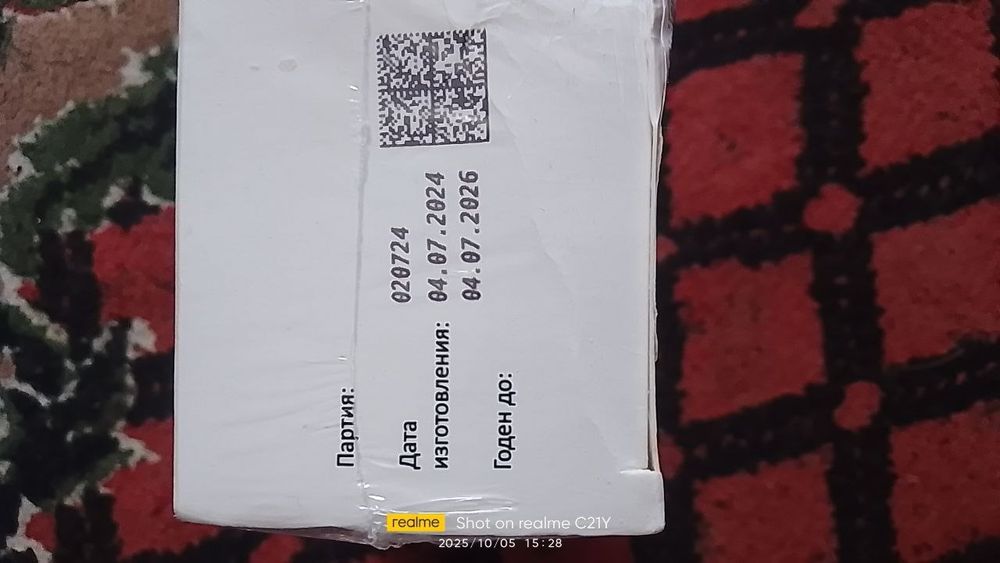 Партия:
020724
Дата
изготовления:
04.07.2024
Годен до:
04.07.2026
realme Shot on realme C21Y
2025/10/05 15:28